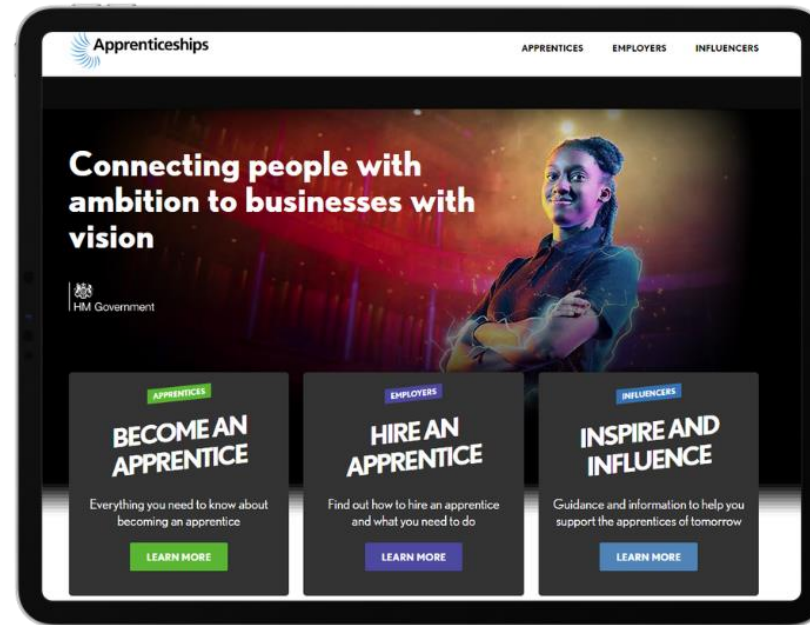 Apprenticeships
APPRENTICES EMPLOYERS INFLUENCERS
Connecting people with
ambition to businesses with
vision
HM Government
APPRENTICES
BECOME AN
APPRENTICE
Everything you need to know about
becoming an apprentice
LEARN MORE
EMPLOYERS
HIRE AN
APPRENTICE
Find out how to hire an apprentice
and what you need to do
LEARN MORE
INFLUENCERS
INSPIRE AND
INFLUENCE
Guidance and information to help you
support the apprentices of tomorrow
LEARN MORE